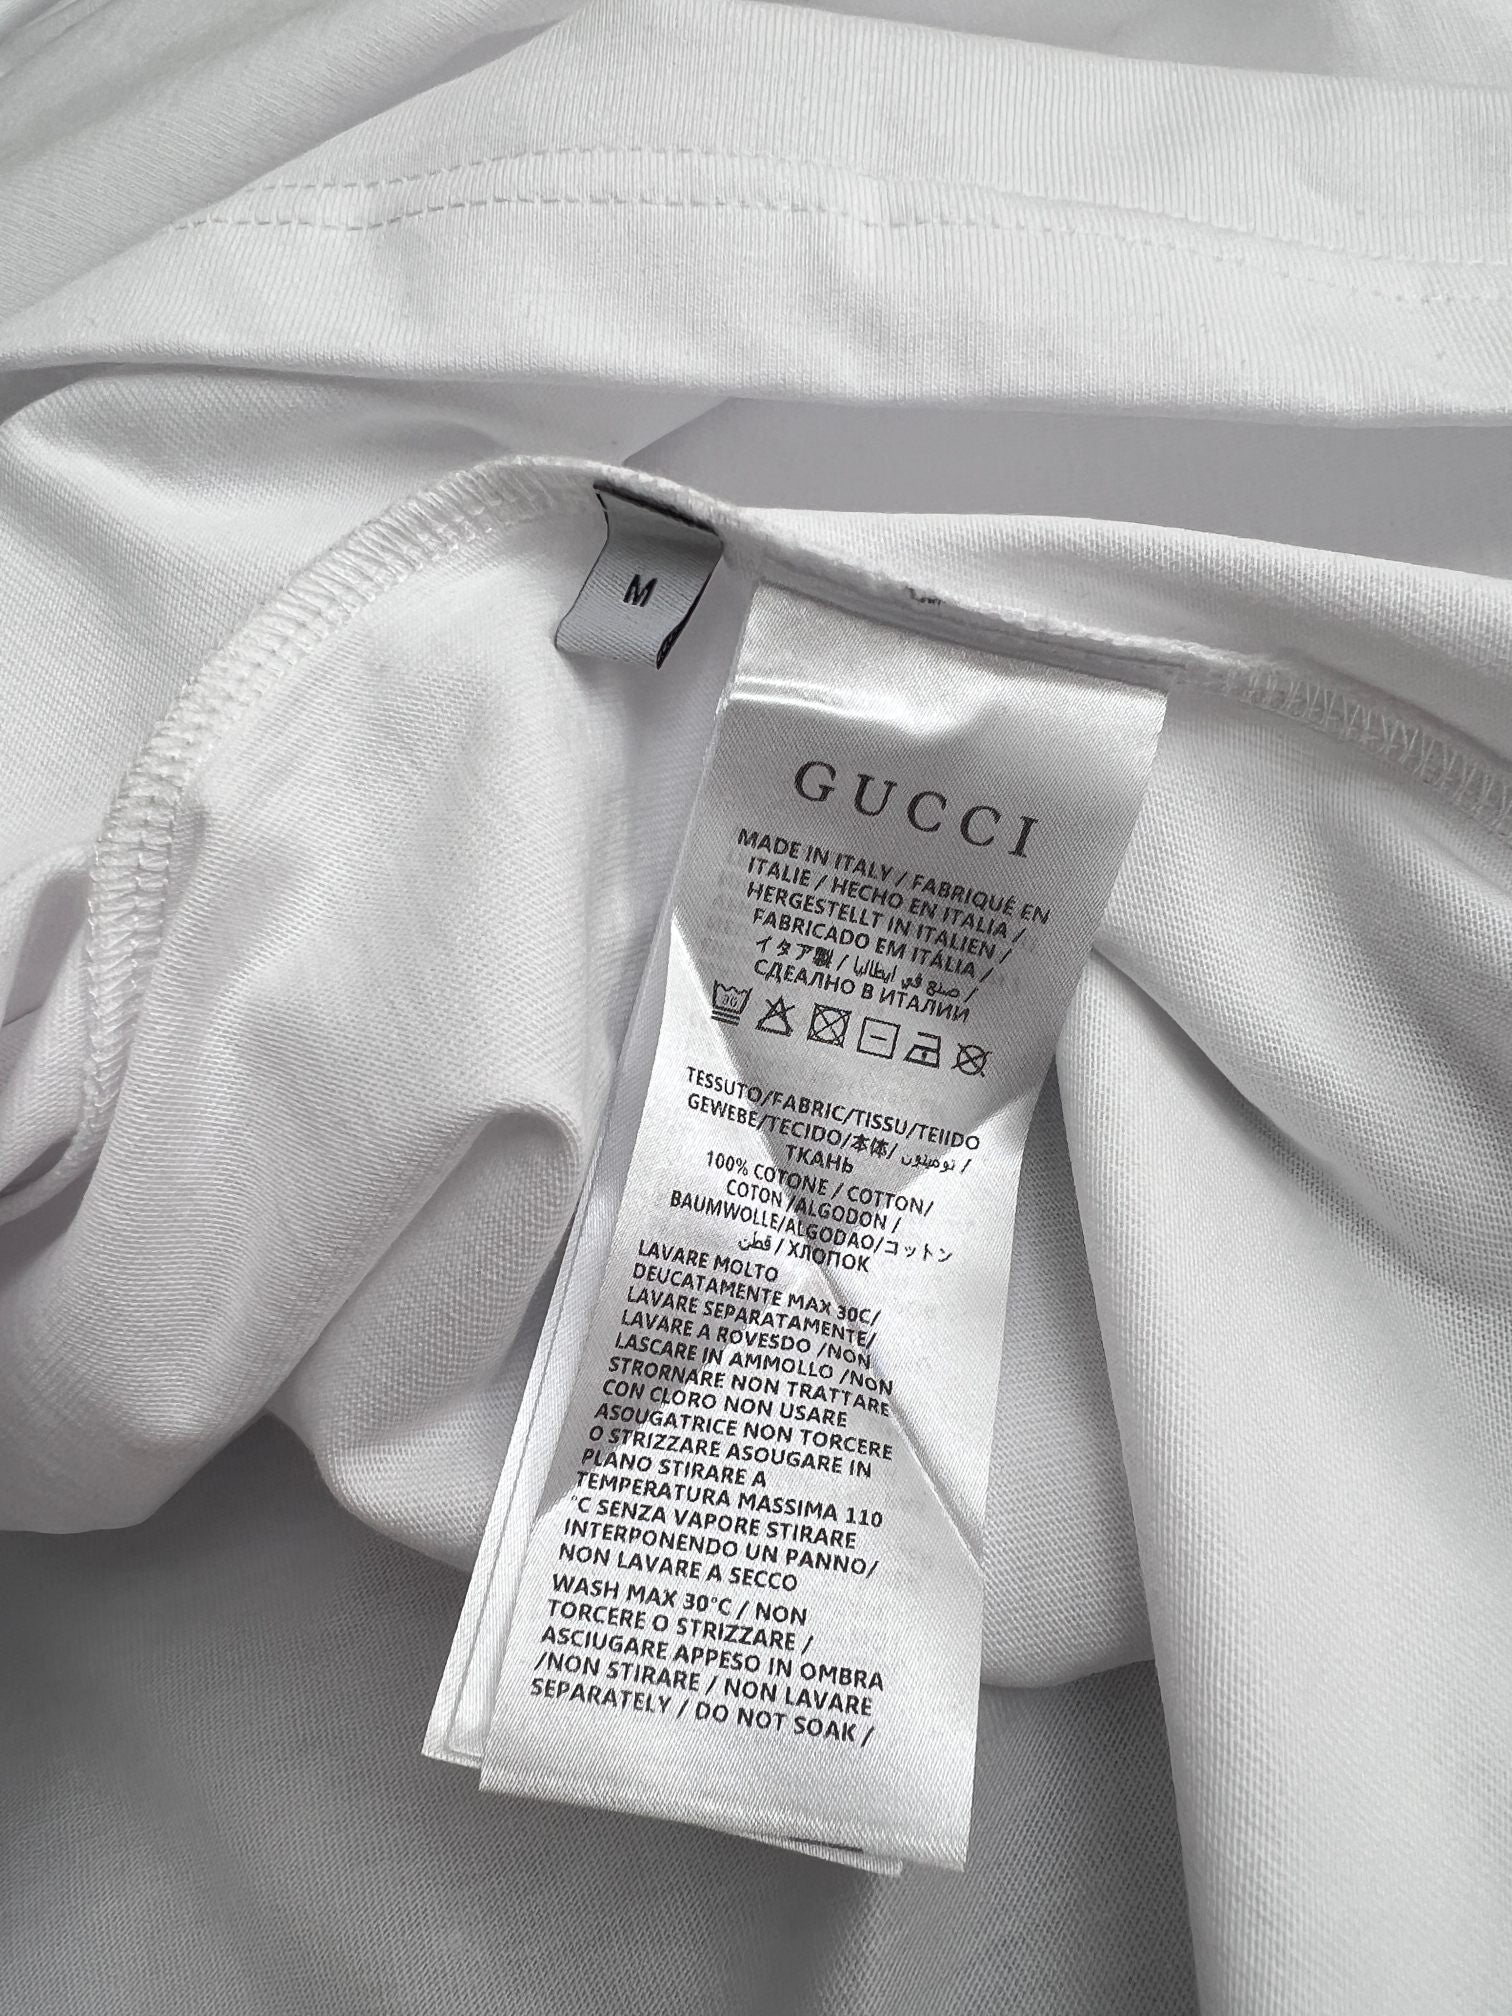 M
GUCCI
MADE IN ITALY / FABRIQUÉ EN
ITALIE / HECHO EN ITALIA /
HERGESTELLT IN ITALIEN /
FABRICADO EM ITÁLIA /
イタア製 / صنع في ايطاليا /
СДЕАЛНО В ИТАЛИИ
30
TESSUTO/FABRIC/TISSU/TEIIDO
GEWEBE/TECIDO/本体/ /
ТКАНЬ
100% COTONE / COTTON/
COTON /ALGODON /
BAUMWOLLE/ALGODAO/コットン
قطن / ХЛОПОК
LAVARE MOLTO
DEUCATAMENTE MAX 30C/
LAVARE SEPARATAMENTE/
LAVARE A ROVESDO /NON
LASCARE IN AMMOLLO /NON
STRORNARE NON TRATTARE
CON CLORO NON USARE
ASOUGATRICE NON TORCERE
O STRIZZARE ASOUGARE IN
PLANO STIRARE A
TEMPERATURA MASSIMA 110
°C SENZA VAPORE STIRARE
INTERPONENDO UN PANNO/
NON LAVARE A SECCO
WASH MAX 30°C / NON
TORCERE O STRIZZARE /
ASCIUGARE APPESO IN OMBRA
/NON STIRARE / NON LAVARE
SEPARATELY / DO NOT SOAK /